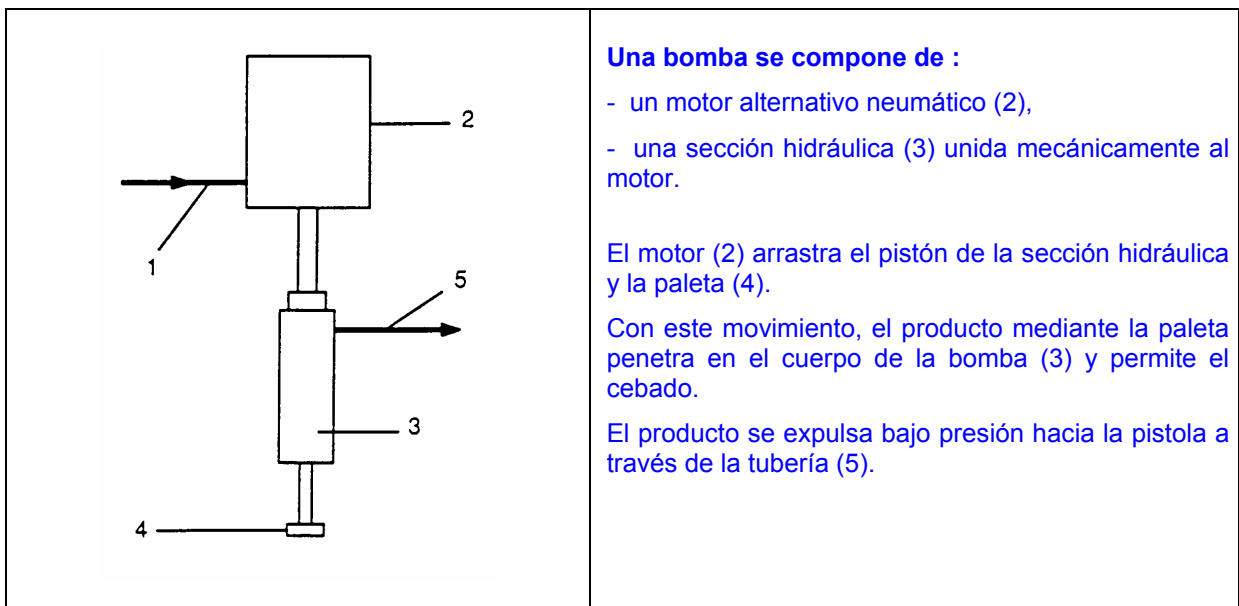 2
1
5
3
4
Una bomba se compone de :
- un motor alternativo neumático (2),
- una sección hidráulica (3) unida mecánicamente al
motor.
El motor (2) arrastra el pistón de la sección hidráulica
y la paleta (4).
Con este movimiento, el producto mediante la paleta
penetra en el cuerpo de la bomba (3) y permite el
cebado.
El producto se expulsa bajo presión hacia la pistola a
través de la tubería (5).